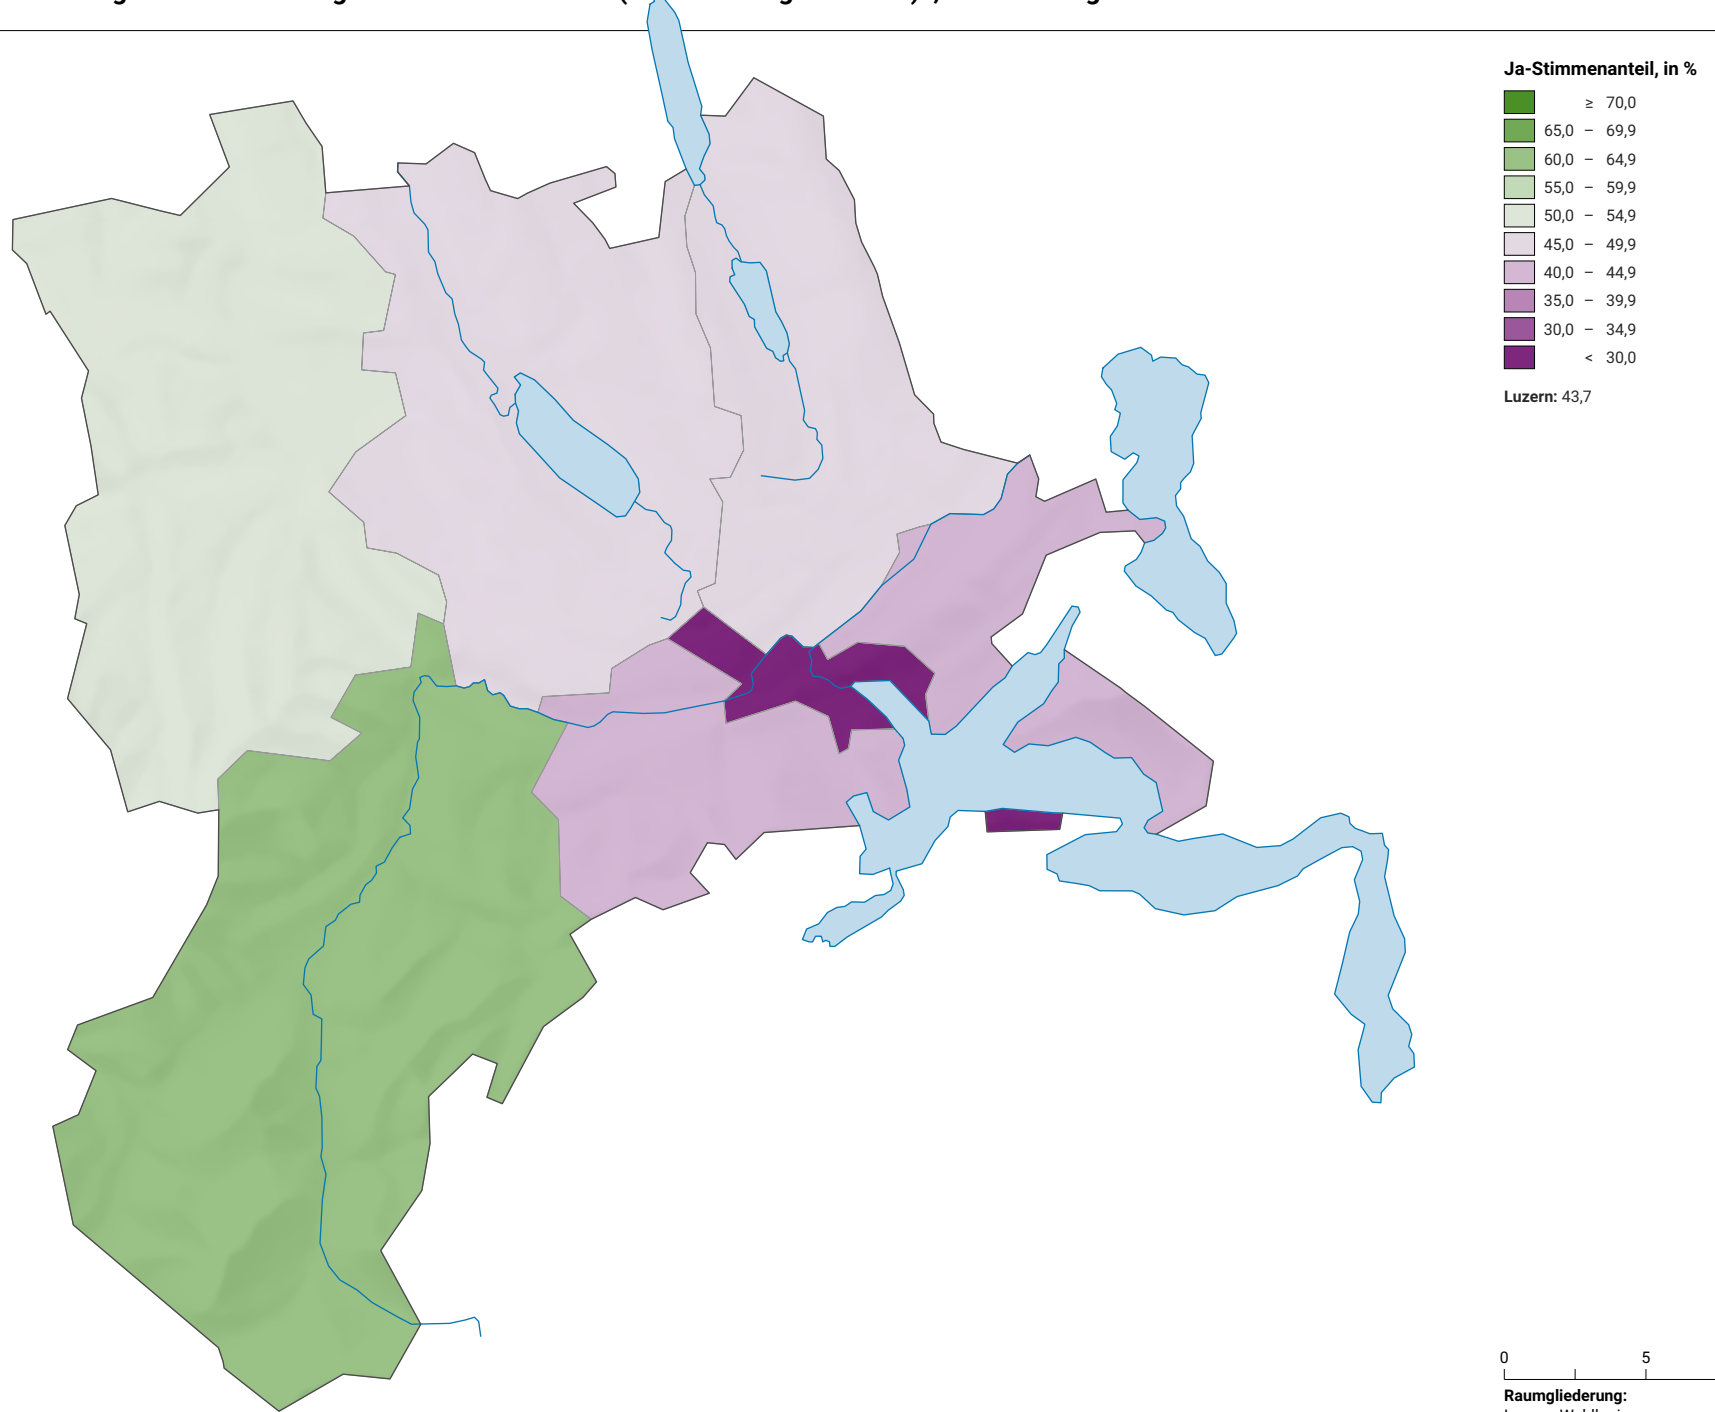 Ja-Stimmenanteil, in %
≥ 70,0
65,0 – 69,9
60,0 – 64,9
55,0 – 59,9
50,0 – 54,9
45,0 – 49,9
40,0 – 44,9
35,0 – 39,9
30,0 – 34,9
< 30,0
Luzern: 43,7
0 5
Raumgliederung: